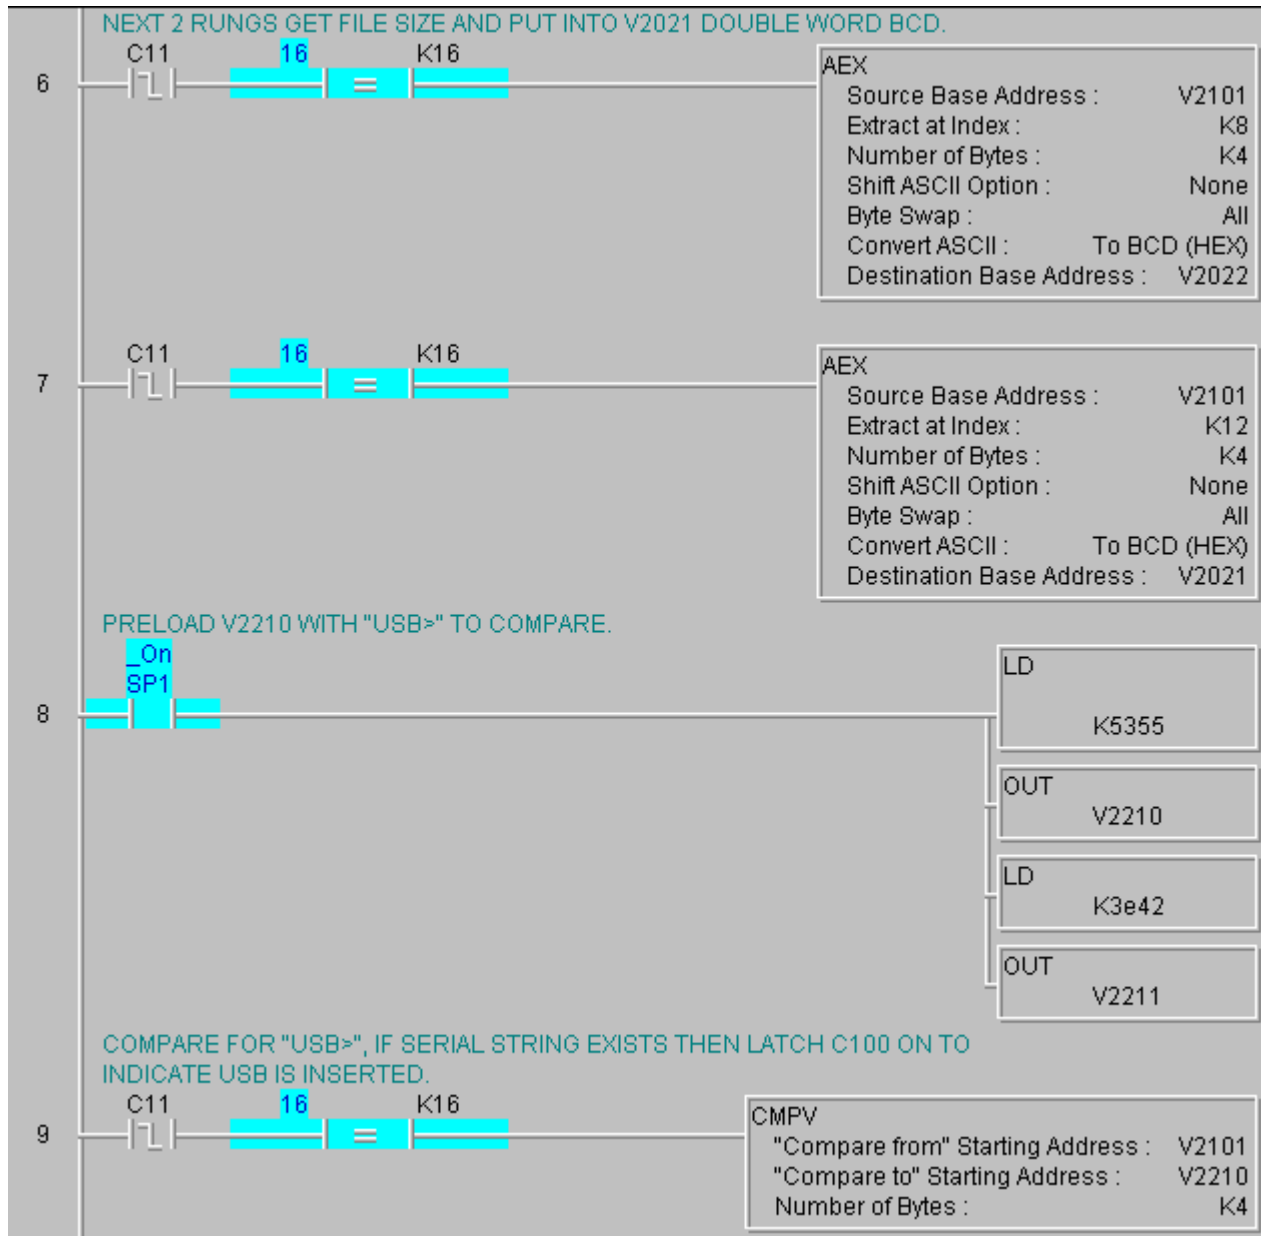 NEXT 2 RUNGS GET FILE SIZE AND PUT INTO V2021 DOUBLE WORD BCD.
C11 16 K16
6
=
AEX
Source Base Address : V2101
Extract at Index : K8
Number of Bytes : K4
Shift ASCII Option : None
Byte Swap : All
Convert ASCII : To BCD (HEX)
Destination Base Address : V2022
C11 16 K16
7
=
AEX
Source Base Address : V2101
Extract at Index : K12
Number of Bytes : K4
Shift ASCII Option : None
Byte Swap : All
Convert ASCII : To BCD (HEX)
Destination Base Address : V2021
PRELOAD V2210 WITH "USB>" TO COMPARE.
_On
SP1
8
LD
K5355
OUT
V2210
LD
K3e42
OUT
V2211
COMPARE FOR "USB>", IF SERIAL STRING EXISTS THEN LATCH C100 ON TO
INDICATE USB IS INSERTED.
C11 16 K16
9
=
CMPV
"Compare from" Starting Address : V2101
"Compare to" Starting Address : V2210
Number of Bytes : K4